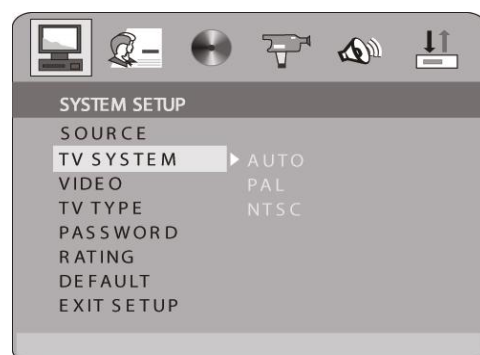 SYSTEM SETUP
SOURCE
TV SYSTEM AUTO
VIDEO PAL
TV TYPE NTSC
PASSWORD
RATING
DEFAULT
EXIT SETUP